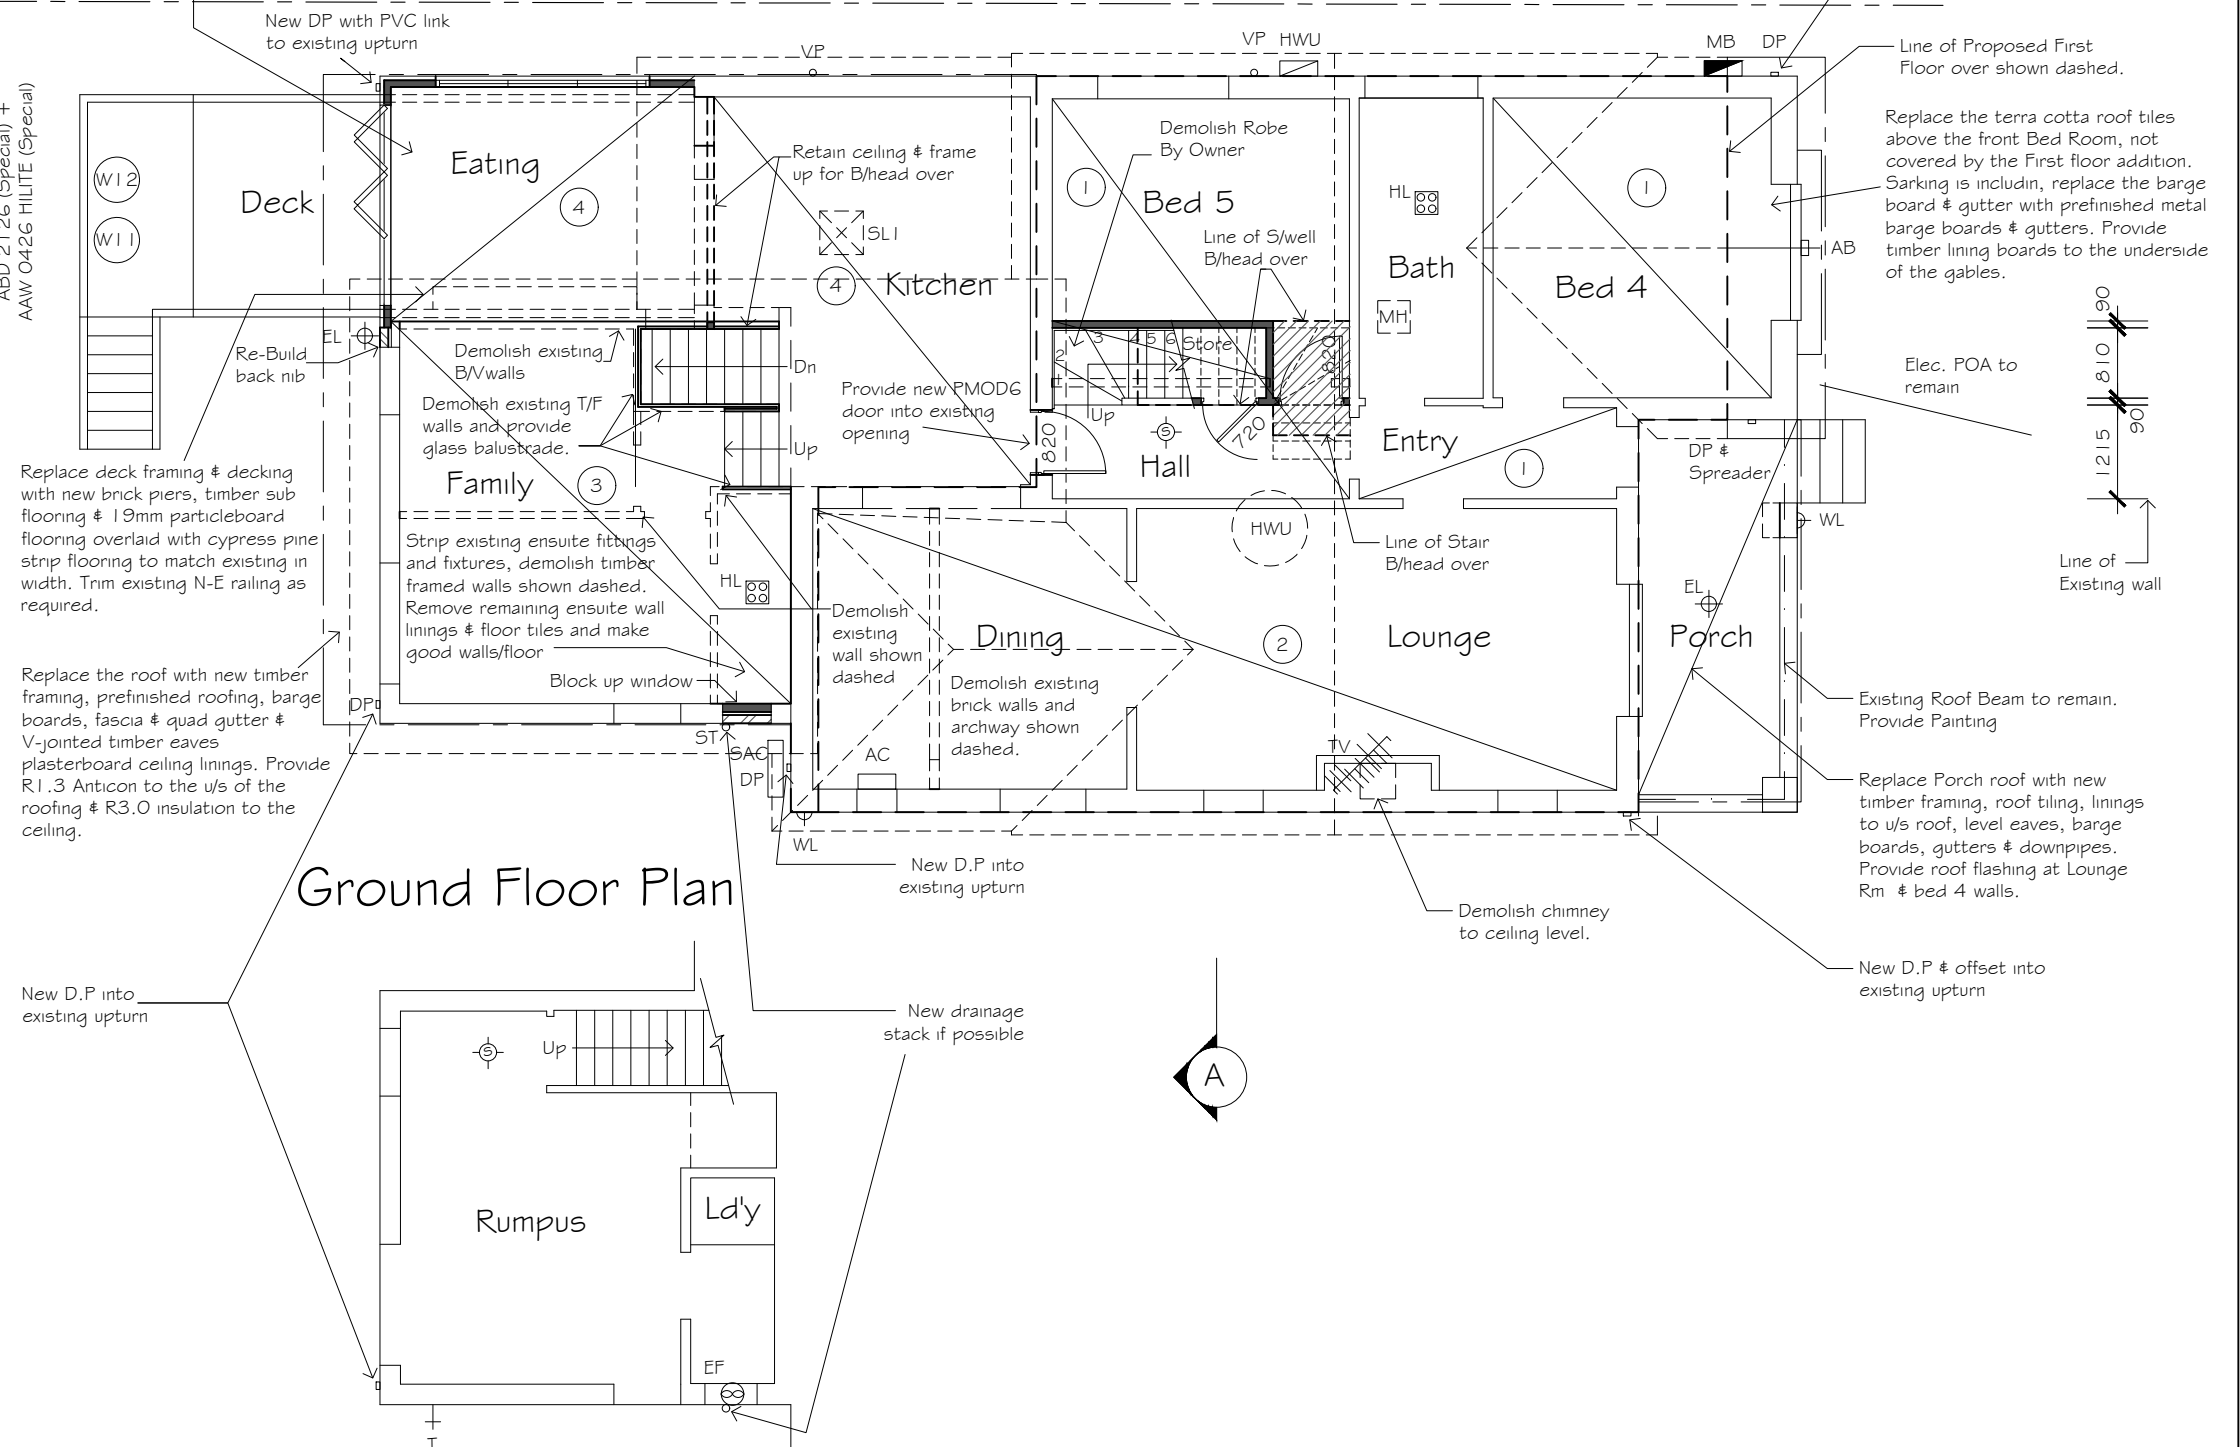 New DP with PVC link
to existing upturn
VP
VP
HWU
MB
DP
Line of Proposed First
Floor over shown dashed.
ABD 2126 (Special) +
AAW 0426 HILITE (Special)
W12
W11
Deck
Eating
4
Retain ceiling & frame
up for B/head over
SL1
4
Kitchen
Demolish Robe
By Owner
1
Bed 5
Line of S/well
B/head over
HL
Bath
MH
1
Bed 4
AB
Replace the terra cotta roof tiles
above the front Bed Room, not
covered by the First floor addition.
Sarking is includin, replace the barge
board & gutter with prefinished metal
barge boards & gutters. Provide
timber lining boards to the underside
of the gables.
90
810
90
1215
Elec. POA to
remain
Line of
Existing wall
EL
Re-Build
back nib
Demolish existing
B/Vwalls
Dn
Demolish existing T/F
walls and provide
glass balustrade.
Up
Provide new PMOD6
door into existing
opening
820
1
2
3
4
5
6
Store
Up
820
720
S
Hall
Entry
1
DP &
Spreader
WL
Family
3
Replace deck framing & decking
with new brick piers, timber sub
flooring & 19mm particleboard
flooring overlaid with cypress pine
strip flooring to match existing in
width. Trim existing N-E railing as
required.
Strip existing ensuite fittings
and fixtures, demolish timber
framed walls shown dashed.
Remove remaining ensuite wall
linings & floor tiles and make
good walls/floor
HL
Block up window
Demolish
existing
wall shown
dashed
HWU
Line of Stair
B/head over
Dining
2
Lounge
EL
Porch
Demolish existing
brick walls and
archway shown
dashed.
Existing Roof Beam to remain.
Provide Painting
Replace the roof with new timber
framing, prefinished roofing, barge
boards, fascia & quad gutter &
V-jointed timber eaves
plasterboard ceiling linings. Provide
R1.3 Anticon to the u/s of the
roofing & R3.0 insulation to the
ceiling.
DP
ST
SAC
DP
AC
TV
WL
Replace Porch roof with new
timber framing, roof tiling, linings
to u/s roof, level eaves, barge
boards, gutters & downpipes.
Provide roof flashing at Lounge
Rm & bed 4 walls.
Ground Floor Plan
New D.P into
existing upturn
Demolish chimney
to ceiling level.
New D.P & offset into
existing upturn
New D.P into
existing upturn
New drainage
stack if possible
A
S
Up
Rumpus
Ld'y
EF
T